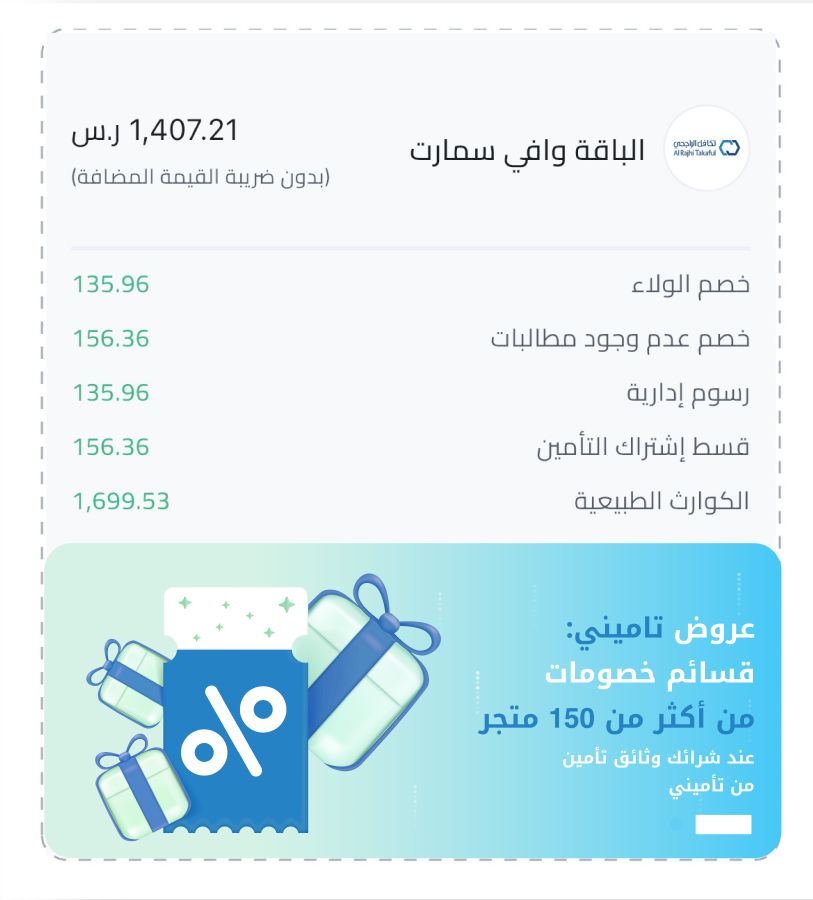 تكافل الراجحي
Al Rajhi Takaful
الباقة وافي سمارت
1,407.21 ر.س
(بدون ضريبة القيمة المضافة)
خصم الولاء 135.96
خصم عدم وجود مطالبات 156.36
رسوم إدارية 135.96
قسط إشتراك التأمين 156.36
الكوارث الطبيعية 1,699.53
عروض تاميني:
قسائم خصومات
من أكثر من 150 متجر
عند شرائك وثائق تأمين
من تأميني
%